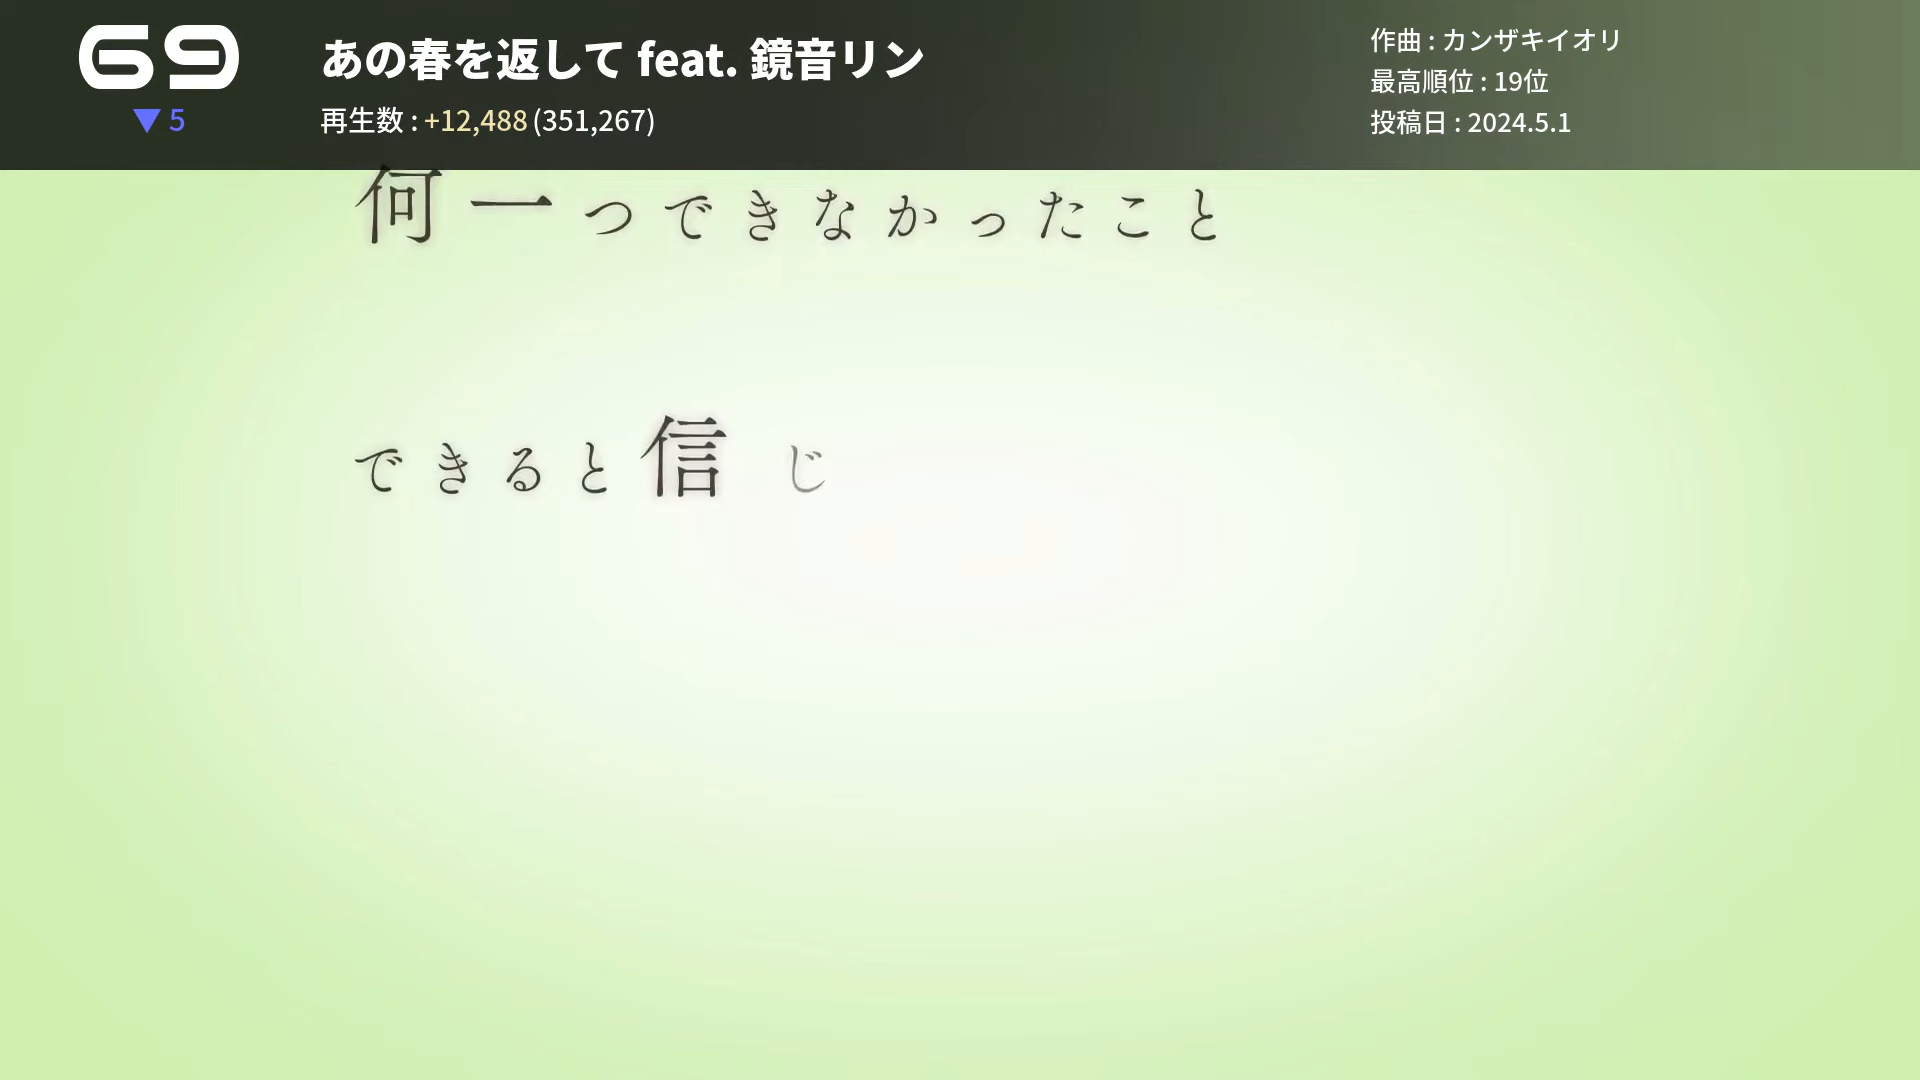 69
▼ 5
あの春を返して feat. 鏡音リン
再生数 : +12,488 (351,267)
作曲 : カンザキイオリ
最高順位 : 19位
投稿日 : 2024.5.1
何一つできなかったこと
できると信じ